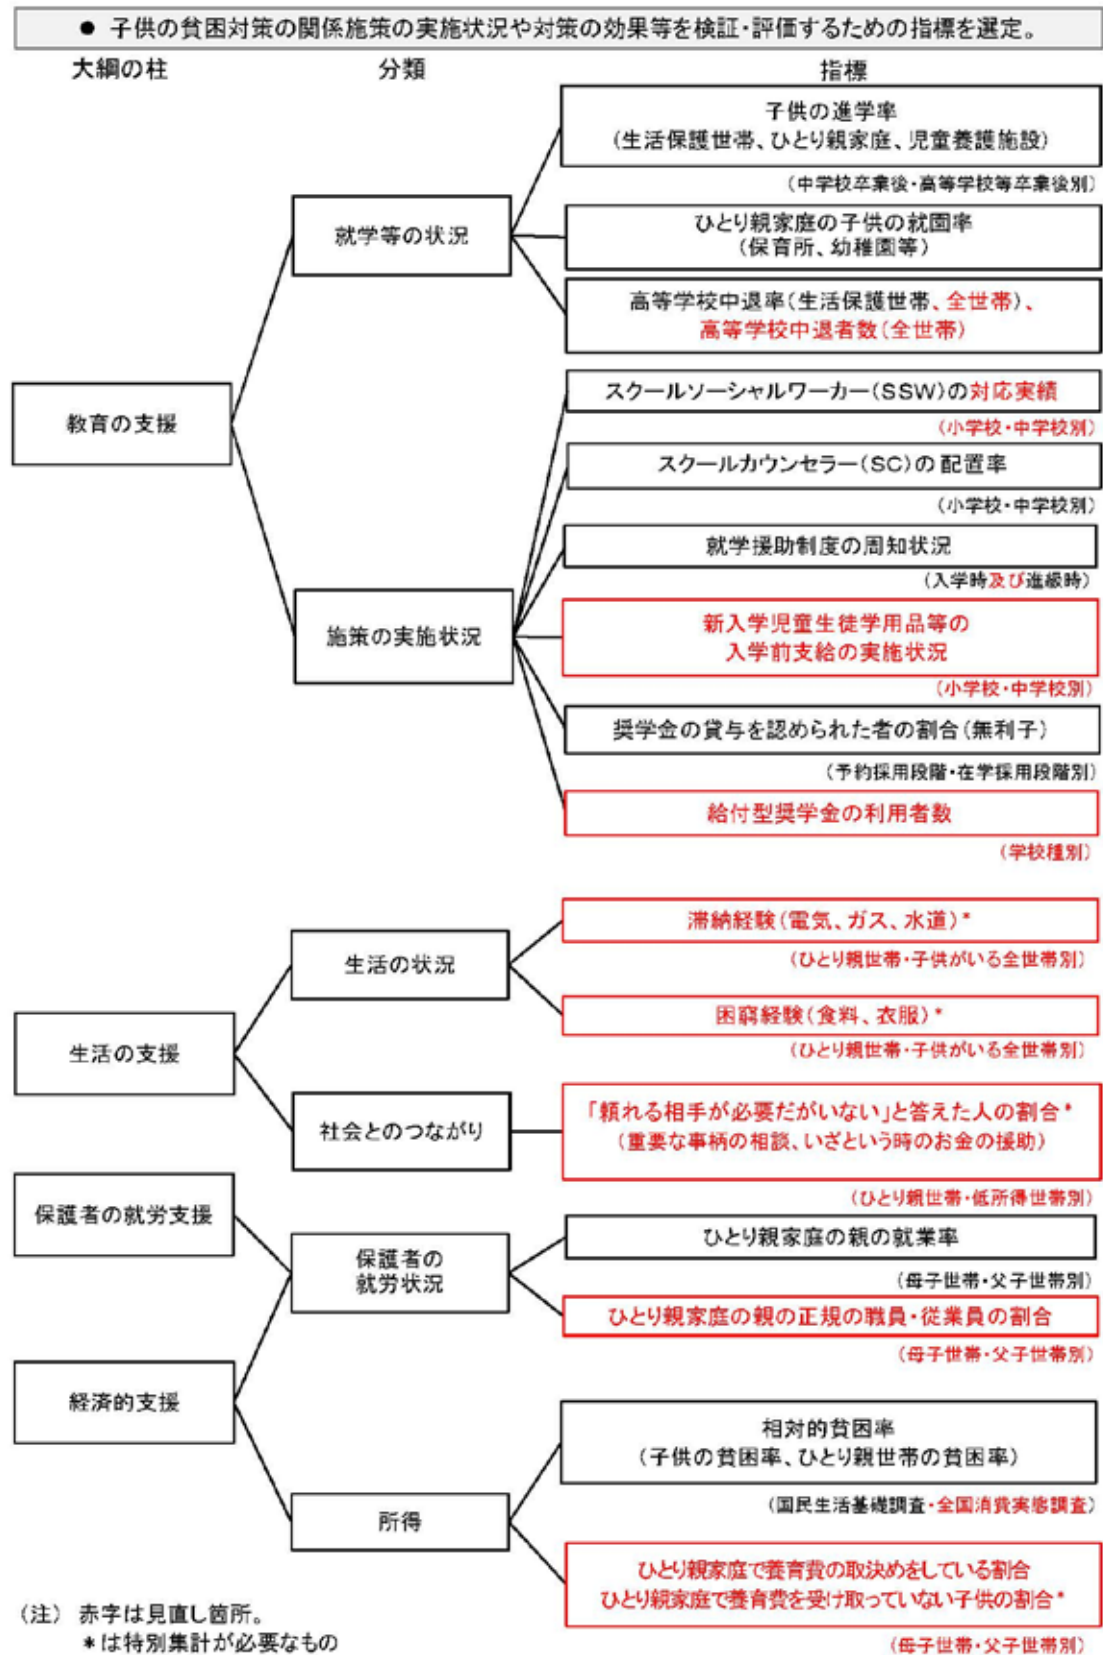 ● 子供の貧困対策の関係施策の実施状況や対策の効果等を検証・評価するための指標を選定。
大綱の柱
分類
指標
教育の支援
就学等の状況
子供の進学率
(生活保護世帯、ひとり親家庭、児童養護施設)
(中学校卒業後・高等学校等卒業後別)
ひとり親家庭の子供の就園率
(保育所、幼稚園等)
高等学校中退率(生活保護世帯、全世帯)、
高等学校中退者数(全世帯)
施策の実施状況
スクールソーシャルワーカー(SSW)の対応実績
(小学校・中学校別)
スクールカウンセラー(SC)の配置率
(小学校・中学校別)
就学援助制度の周知状況
(入学時及び進級時)
新入学児童生徒学用品等の
入学前支給の実施状況
(小学校・中学校別)
奨学金の貸与を認められた者の割合(無利子)
(予約採用段階・在学採用段階別)
給付型奨学金の利用者数
(学校種別)
生活の支援
生活の状況
滞納経験(電気、ガス、水道)*
(ひとり親世帯・子供がいる全世帯別)
困窮経験(食料、衣服)*
(ひとり親世帯・子供がいる全世帯別)
社会とのつながり
「頼れる相手が必要だがいない」と答えた人の割合*
(重要な事柄の相談、いざという時のお金の援助)
(ひとり親世帯・低所得世帯別)
保護者の就労支援
保護者の
就労状況
ひとり親家庭の親の就業率
(母子世帯・父子世帯別)
ひとり親家庭の親の正規の職員・従業員の割合
(母子世帯・父子世帯別)
経済的支援
所得
相対的貧困率
(子供の貧困率、ひとり親世帯の貧困率)
(国民生活基礎調査・全国消費実態調査)
ひとり親家庭で養育費の取決めをしている割合
ひとり親家庭で養育費を受け取っていない子供の割合*
(母子世帯・父子世帯別)
(注) 赤字は見直し箇所。
*は特別集計が必要なもの